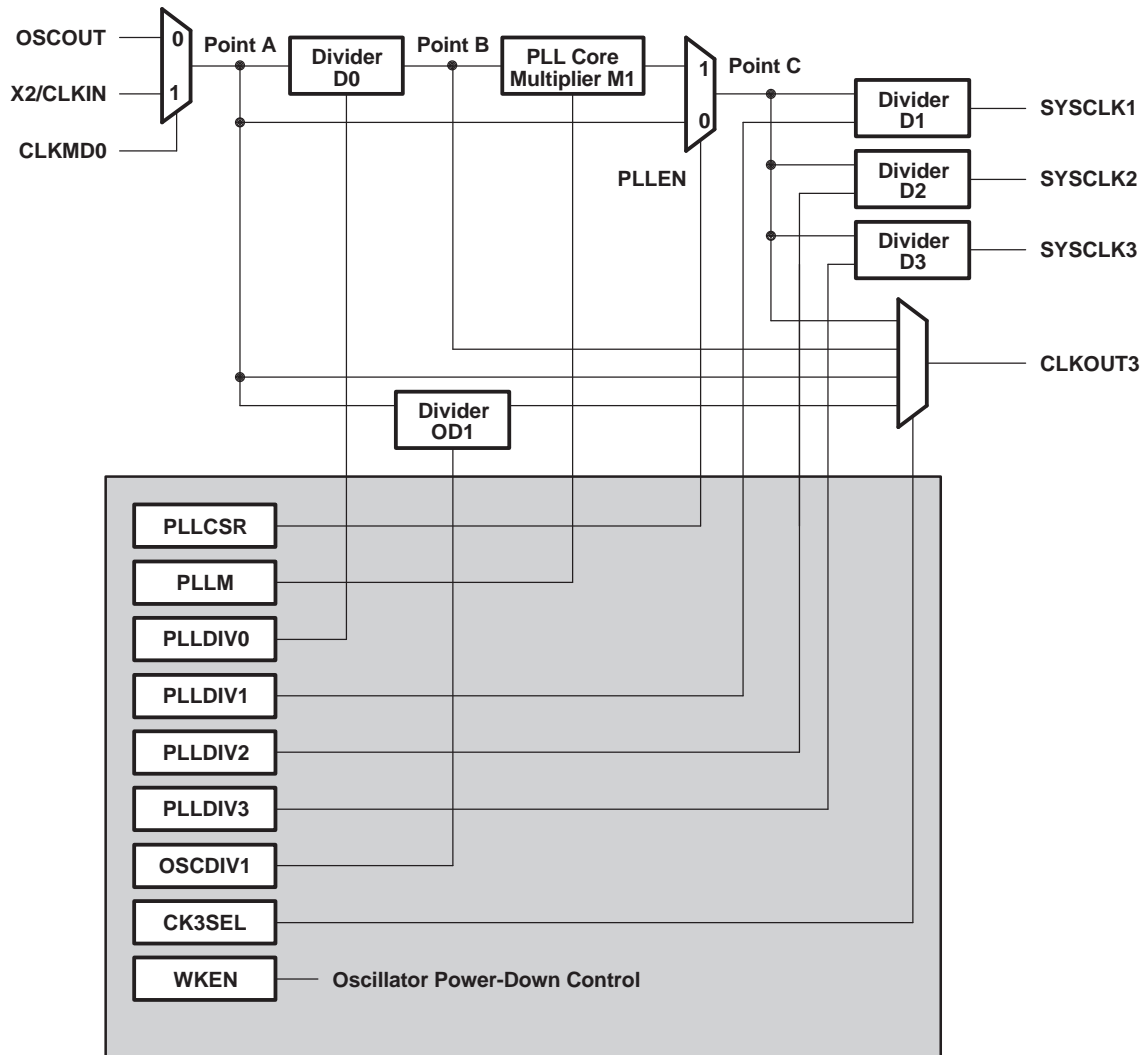 OSCOUT
0
Point A
Divider
D0
Point B
PLL Core
Multiplier M1
1
Point C
X2/CLKIN
1
0
Divider
D1
SYSCLK1
CLKMD0
PLLEN
Divider
D2
SYSCLK2
Divider
D3
SYSCLK3
CLKOUT3
Divider
OD1
PLLCSR
PLLM
PLLDIV0
PLLDIV1
PLLDIV2
PLLDIV3
OSCDIV1
CK3SEL
WKEN
Oscillator Power-Down Control